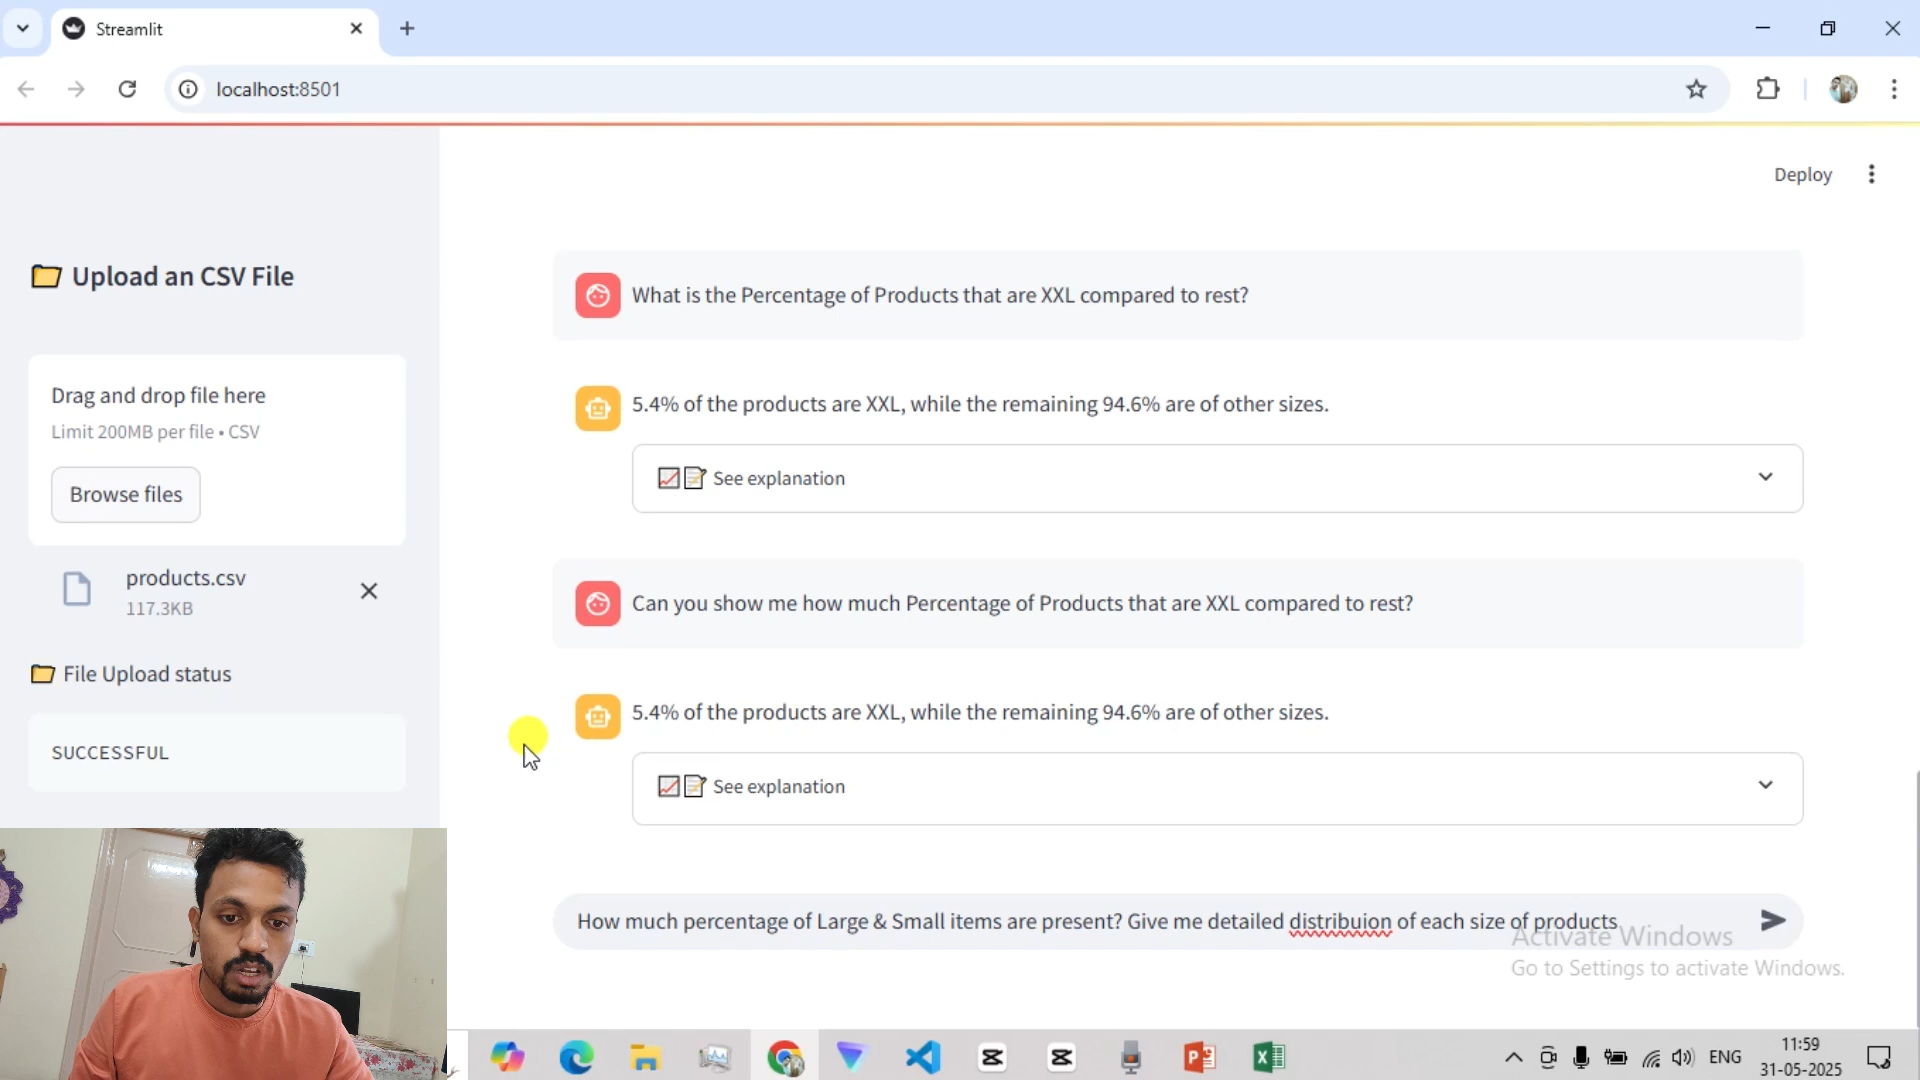 Streamlit
localhost:8501
Deploy
Upload an CSV File
Drag and drop file here
Limit 200MB per file • CSV
Browse files
products.csv
117.3KB
File Upload status
SUCCESSFUL
What is the Percentage of Products that are XXL compared to rest?
5.4% of the products are XXL, while the remaining 94.6% are of other sizes.
See explanation
Can you show me how much Percentage of Products that are XXL compared to rest?
5.4% of the products are XXL, while the remaining 94.6% are of other sizes.
See explanation
How much percentage of Large & Small items are present? Give me detailed distribuion of each size of products
Activate Windows
Go to Settings to activate Windows.
ENG
11:59
31-05-2025